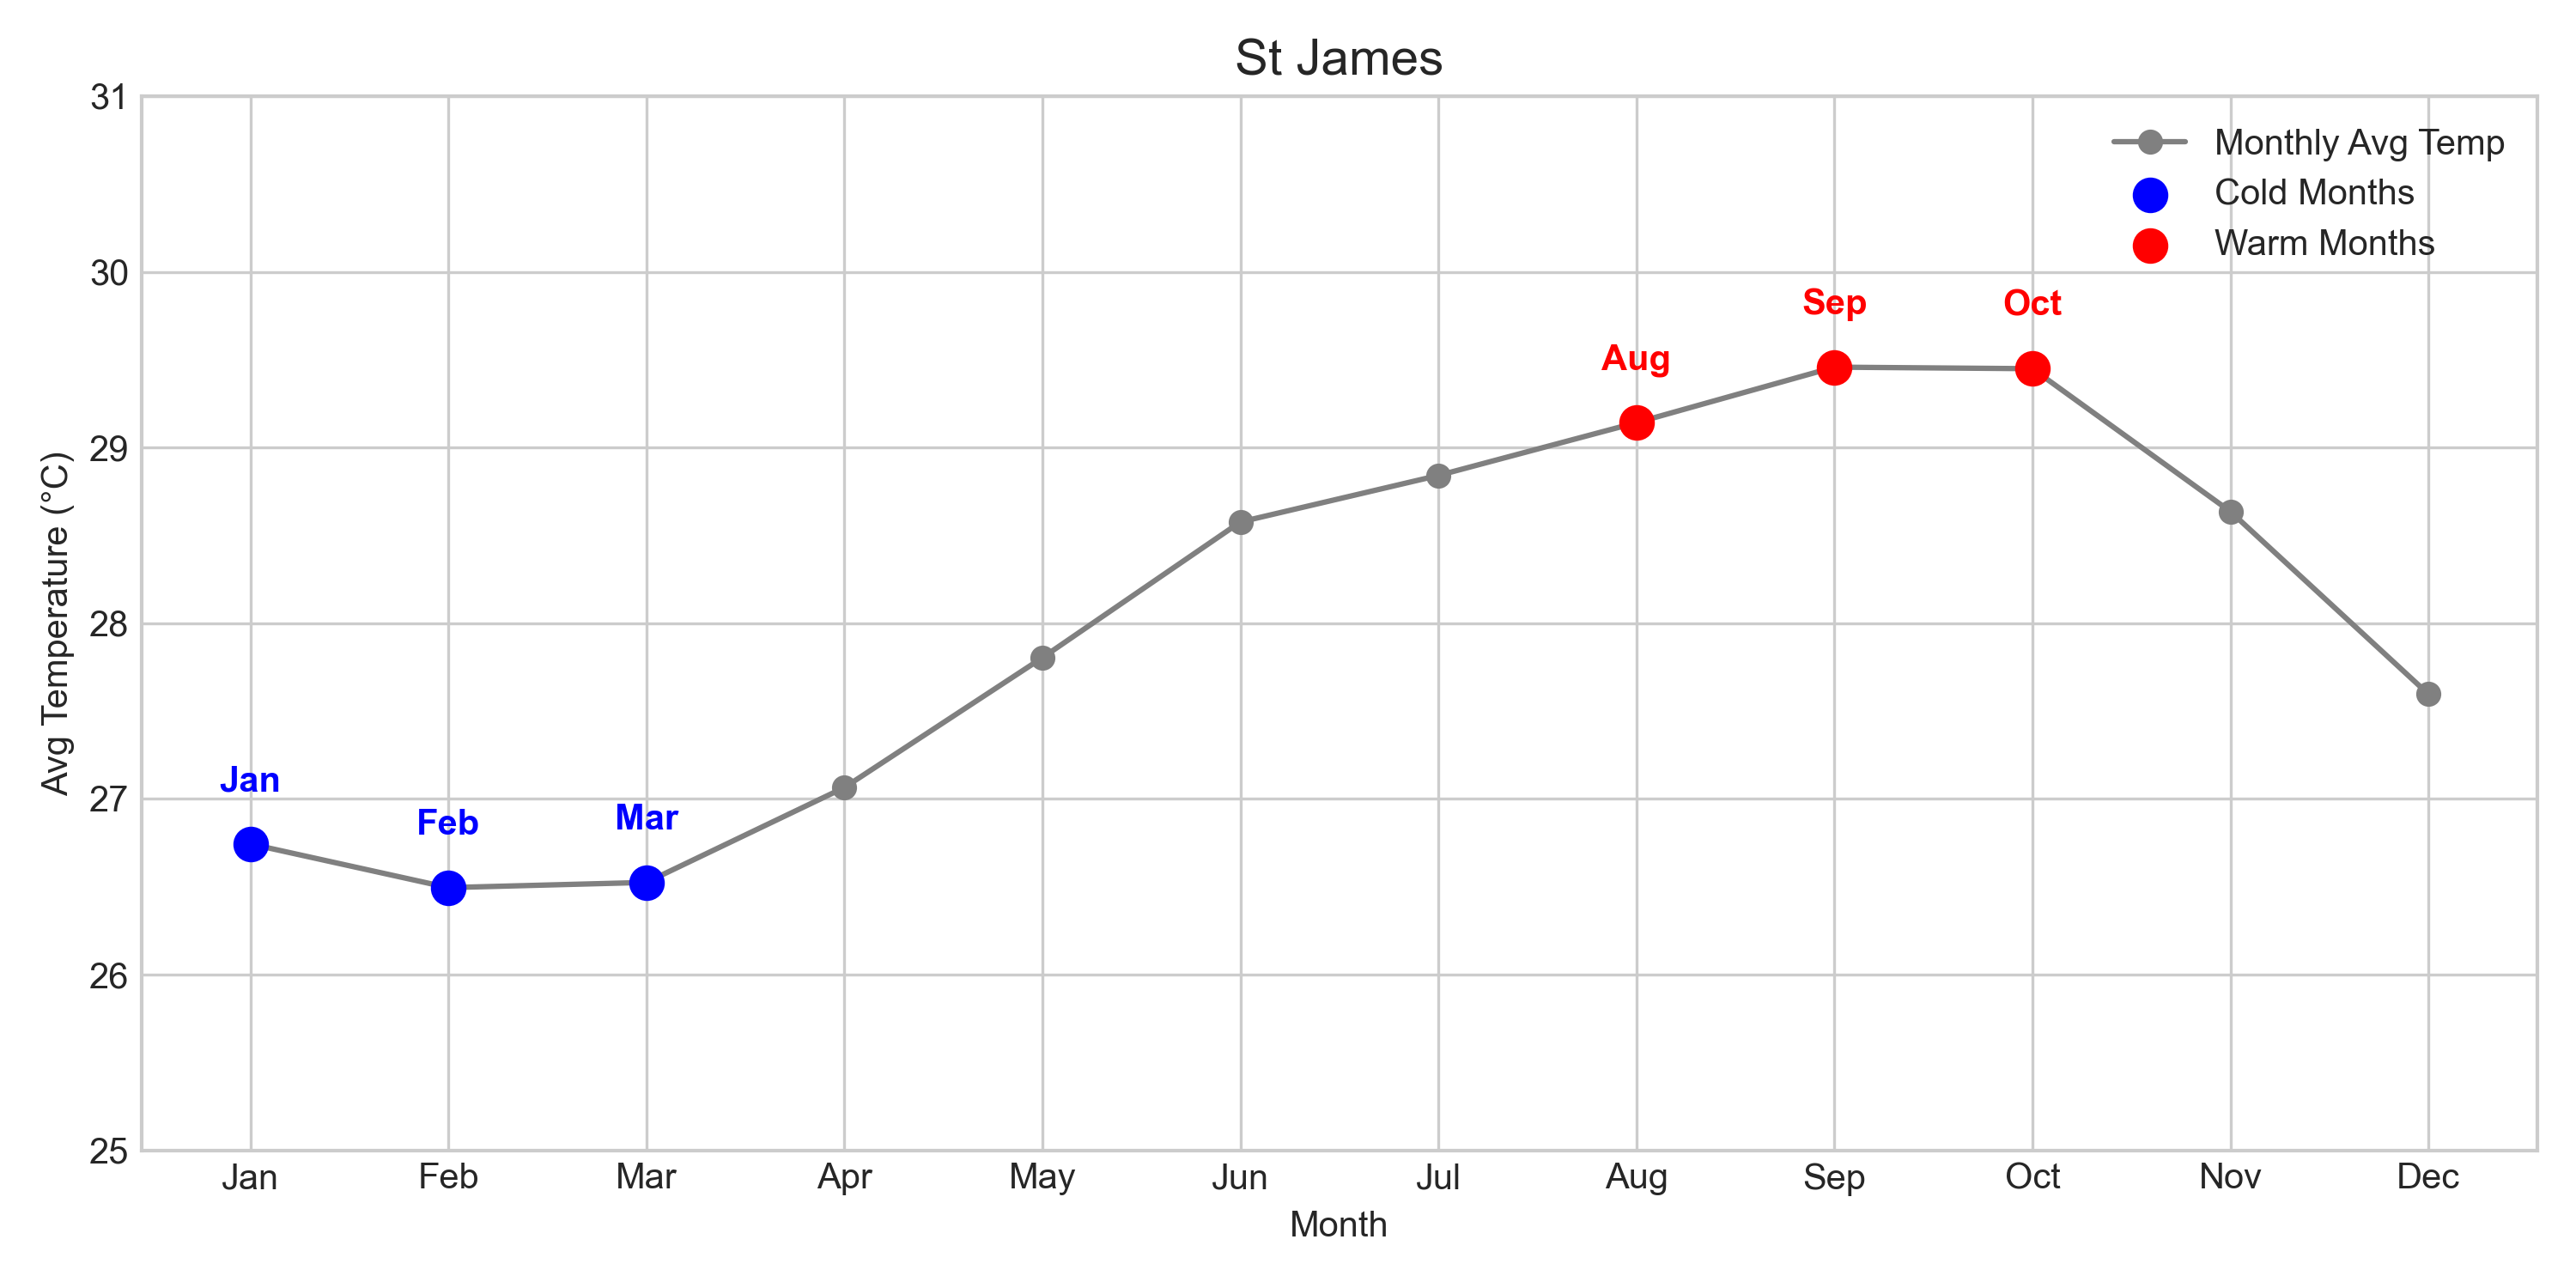 St James
31
30
29
28
27
26
25
Avg Temperature (°C)
Monthly Avg Temp
Cold Months
Warm Months
Jan
Feb
Mar
Aug
Sep
Oct
Jan Feb Mar Apr May Jun Jul Aug Sep Oct Nov Dec
Month